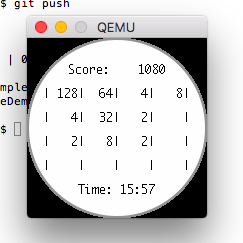 $ git push
QEMU
| 0
Score: 1080
| 128| 64| 4| 8|
mple
| 4| 32| 2| |
eDem
| 2| 8| 2| |
$
| | | | |
Time: 15:57